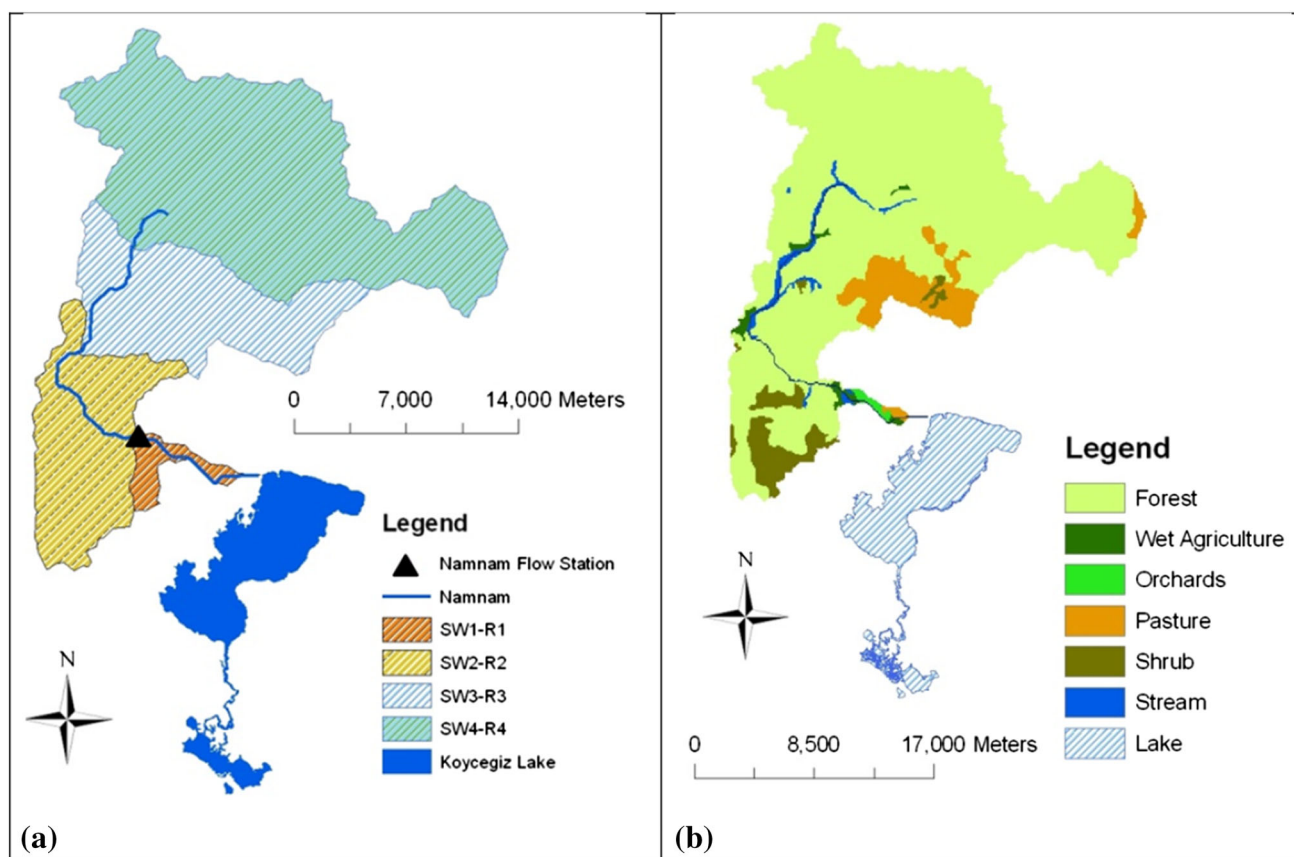 0 7,000 14,000 Meters
Legend
Namnam Flow Station
Namnam
SW1-R1
SW2-R2
SW3-R3
SW4-R4
Koycegiz Lake
N
(a)
Legend
Forest
Wet Agriculture
Orchards
Pasture
Shrub
Stream
Lake
N
0 8,500 17,000 Meters
(b)